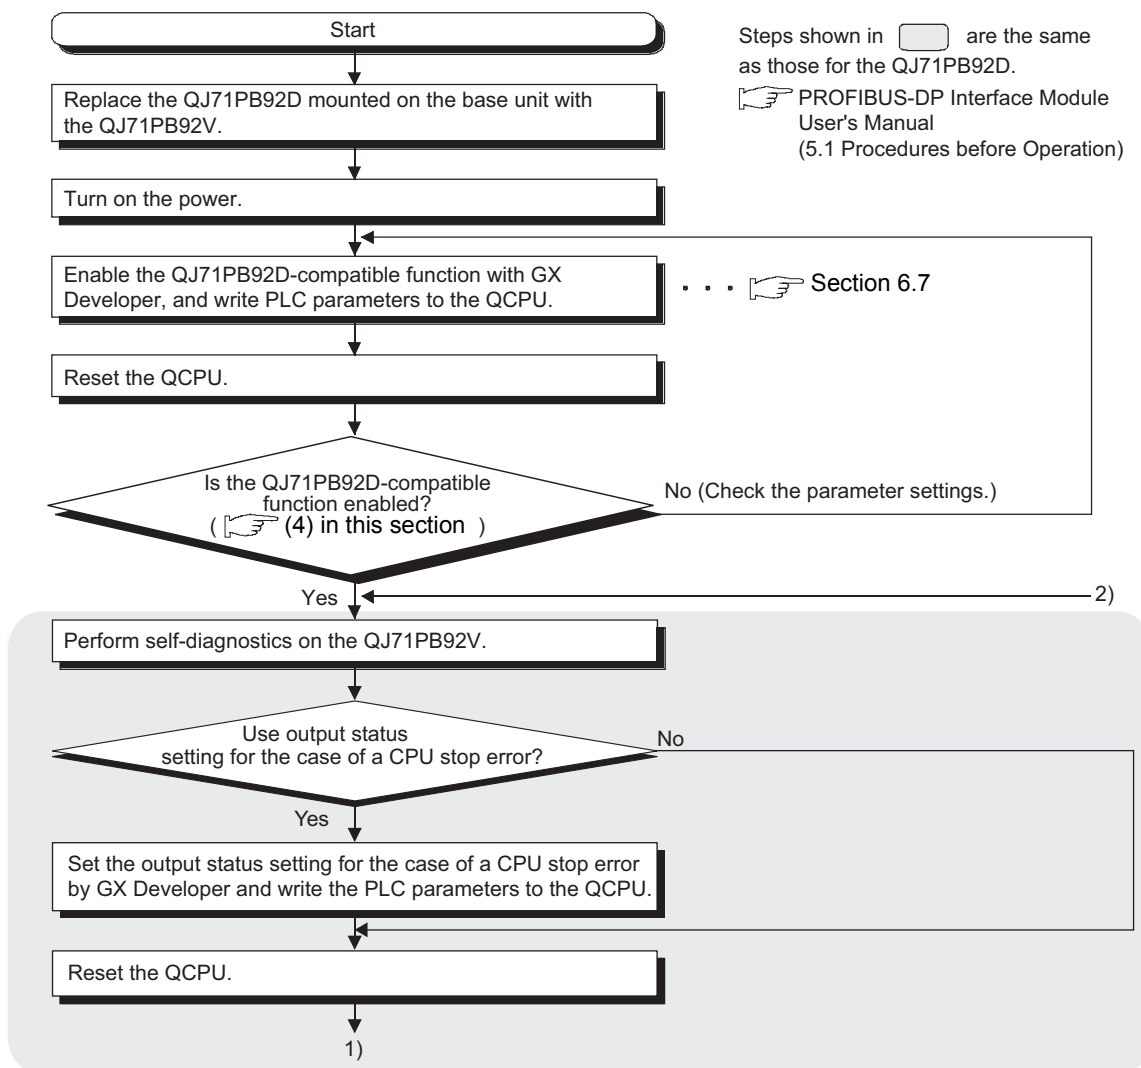 Start
Steps shown in are the same
as those for the QJ71PB92D.
PROFIBUS-DP Interface Module
User's Manual
(5.1 Procedures before Operation)
Replace the QJ71PB92D mounted on the base unit with
the QJ71PB92V.
Turn on the power.
Enable the QJ71PB92D-compatible function with GX
Developer, and write PLC parameters to the QCPU.
. . . Section 6.7
Reset the QCPU.
Is the QJ71PB92D-compatible
function enabled?
( (4) in this section )
No (Check the parameter settings.)
Yes
2)
Perform self-diagnostics on the QJ71PB92V.
Use output status
setting for the case of a CPU stop error?
No
Yes
Set the output status setting for the case of a CPU stop error
by GX Developer and write the PLC parameters to the QCPU.
Reset the QCPU.
1)